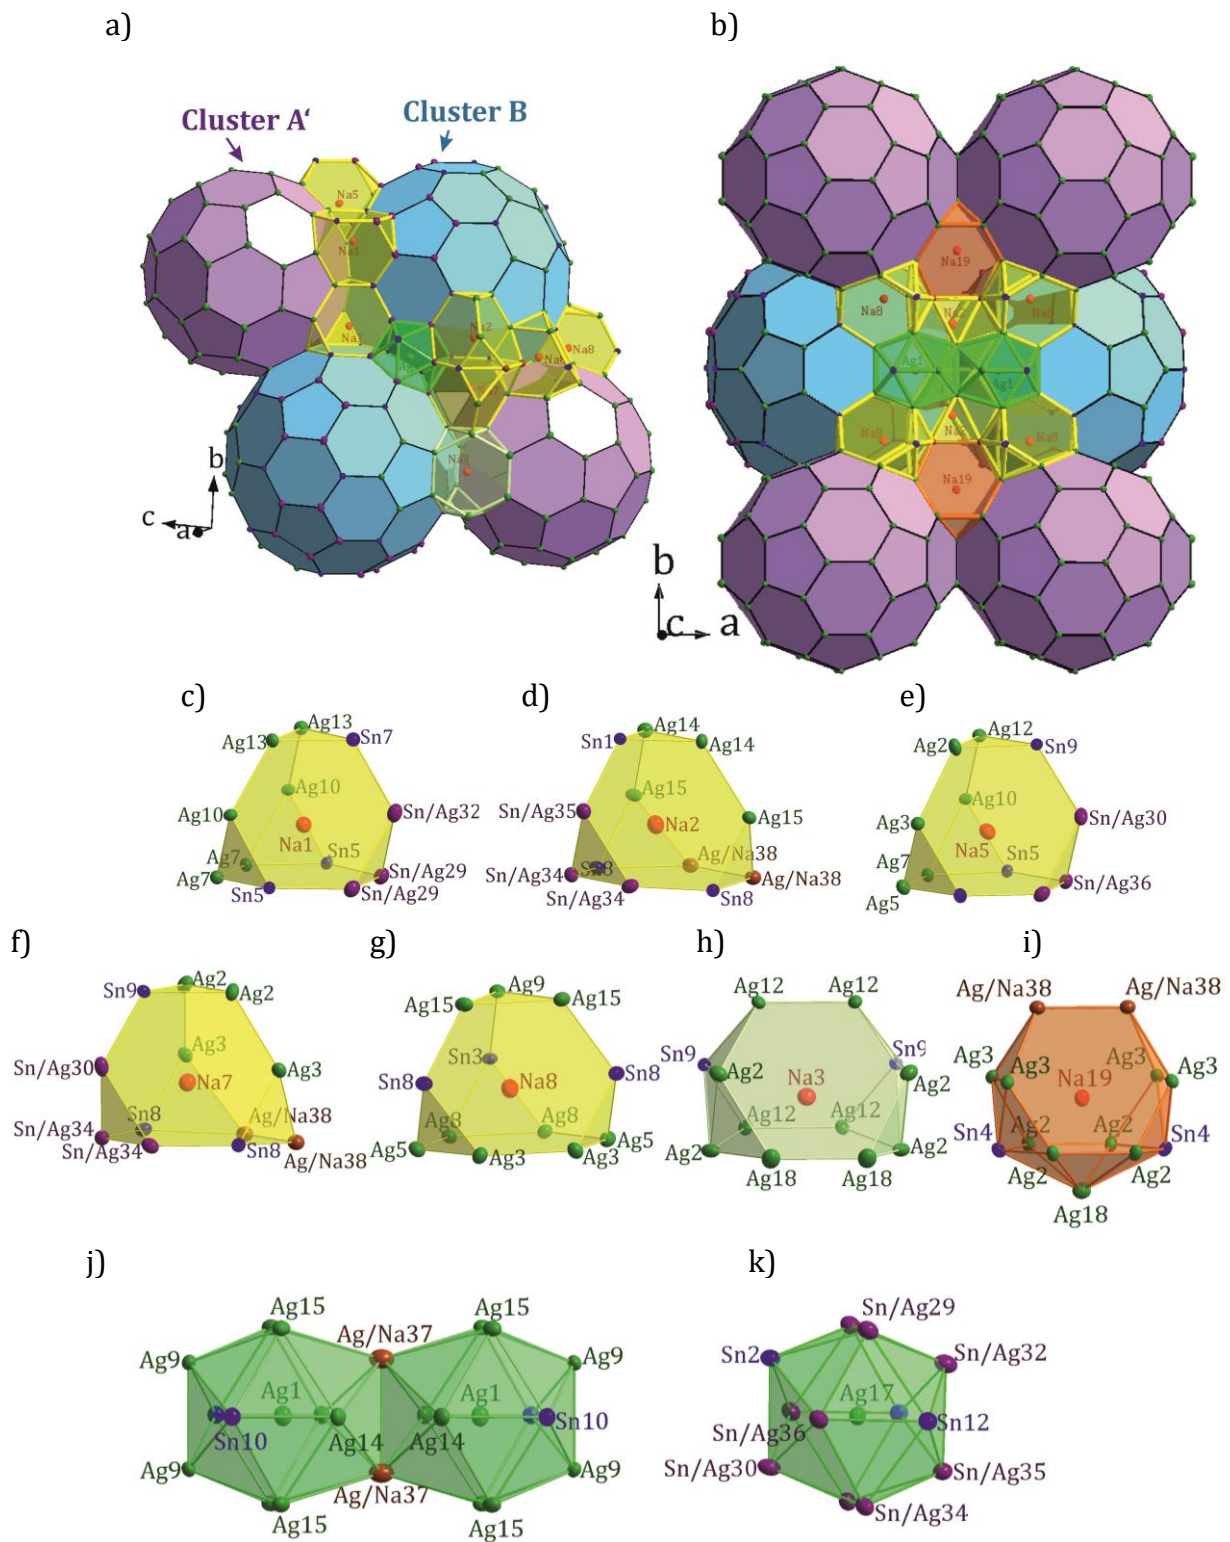 a)
b)
Cluster A‘
Cluster B
Na5
Na1
Na2
Na8
b
c
a
Na19
Na8
Na2
Ag1
Ag1
Na8
Na8
Na19
b
c
a
c)
d)
e)
Ag13
Ag13
Sn7
Ag10
Ag10
Sn/Ag32
Na1
Ag7
Sn5
Ag7
Sn/Ag29
Sn5
Sn/Ag29
Ag14
Sn1
Ag14
Ag15
Sn/Ag35
Na2
Ag15
Sn8
Ag/Na38
Sn/Ag34
Ag/Na38
Sn/Ag34
Sn8
Ag12
Ag2
Sn9
Ag10
Ag3
Sn/Ag30
Na5
Ag7
Sn5
Sn/Ag36
Ag5
f)
g)
h)
i)
Sn9
Ag2
Ag2
Ag3
Sn/Ag30
Na7
Ag3
Sn8
Ag/Na38
Sn/Ag34
Sn/Ag34
Sn8
Ag/Na38
Ag9
Ag15
Ag15
Sn3
Sn8
Na8
Sn8
Ag8
Ag8
Ag5
Ag5
Ag3
Ag3
Ag12
Ag12
Sn9
Sn9
Ag2
Ag2
Na3
Ag12
Ag12
Ag2
Ag2
Ag18
Ag18
Ag/Na38
Ag/Na38
Ag3
Ag3
Ag3
Ag3
Na19
Ag2
Ag2
Sn4
Sn4
Ag2
Ag2
Ag18
j)
k)
Ag15
Ag15
Ag/Na37
Ag9
Ag9
Ag1
Ag1
Sn10
Ag14
Ag14
Sn10
Ag9
Ag9
Ag/Na37
Ag15
Ag15
Sn/Ag29
Sn2
Sn/Ag32
Ag17
Sn12
Sn/Ag36
Sn/Ag30
Sn/Ag35
Sn/Ag34